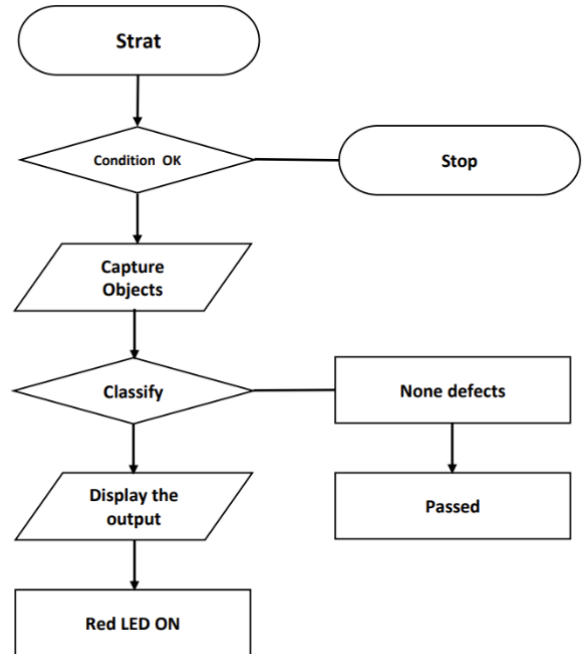 Strat
Condition OK
Stop
Capture
Objects
Classify
None defects
Display the
output
Passed
Red LED ON